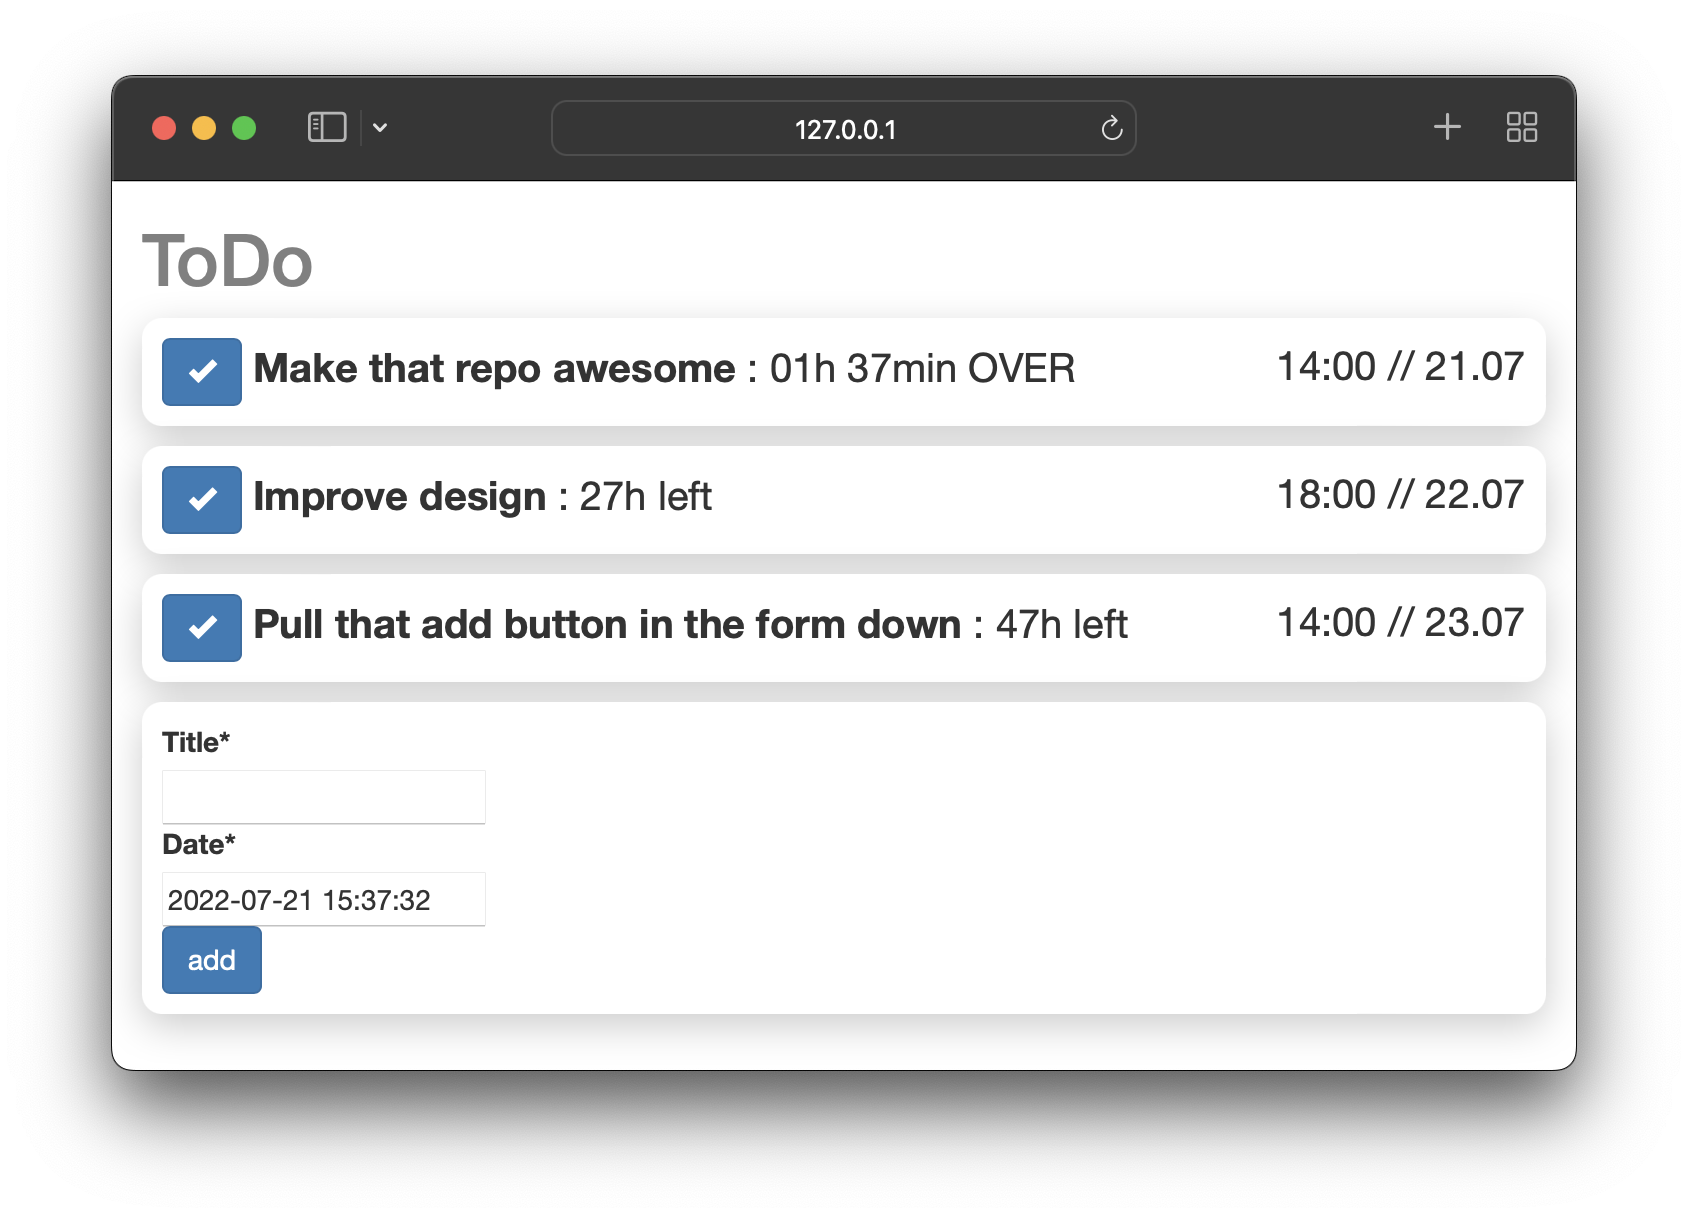 127.0.0.1
ToDo
Make that repo awesome : 01h 37min OVER 14:00 // 21.07
Improve design : 27h left 18:00 // 22.07
Pull that add button in the form down : 47h left 14:00 // 23.07
Title*
Date*
2022-07-21 15:37:32
add